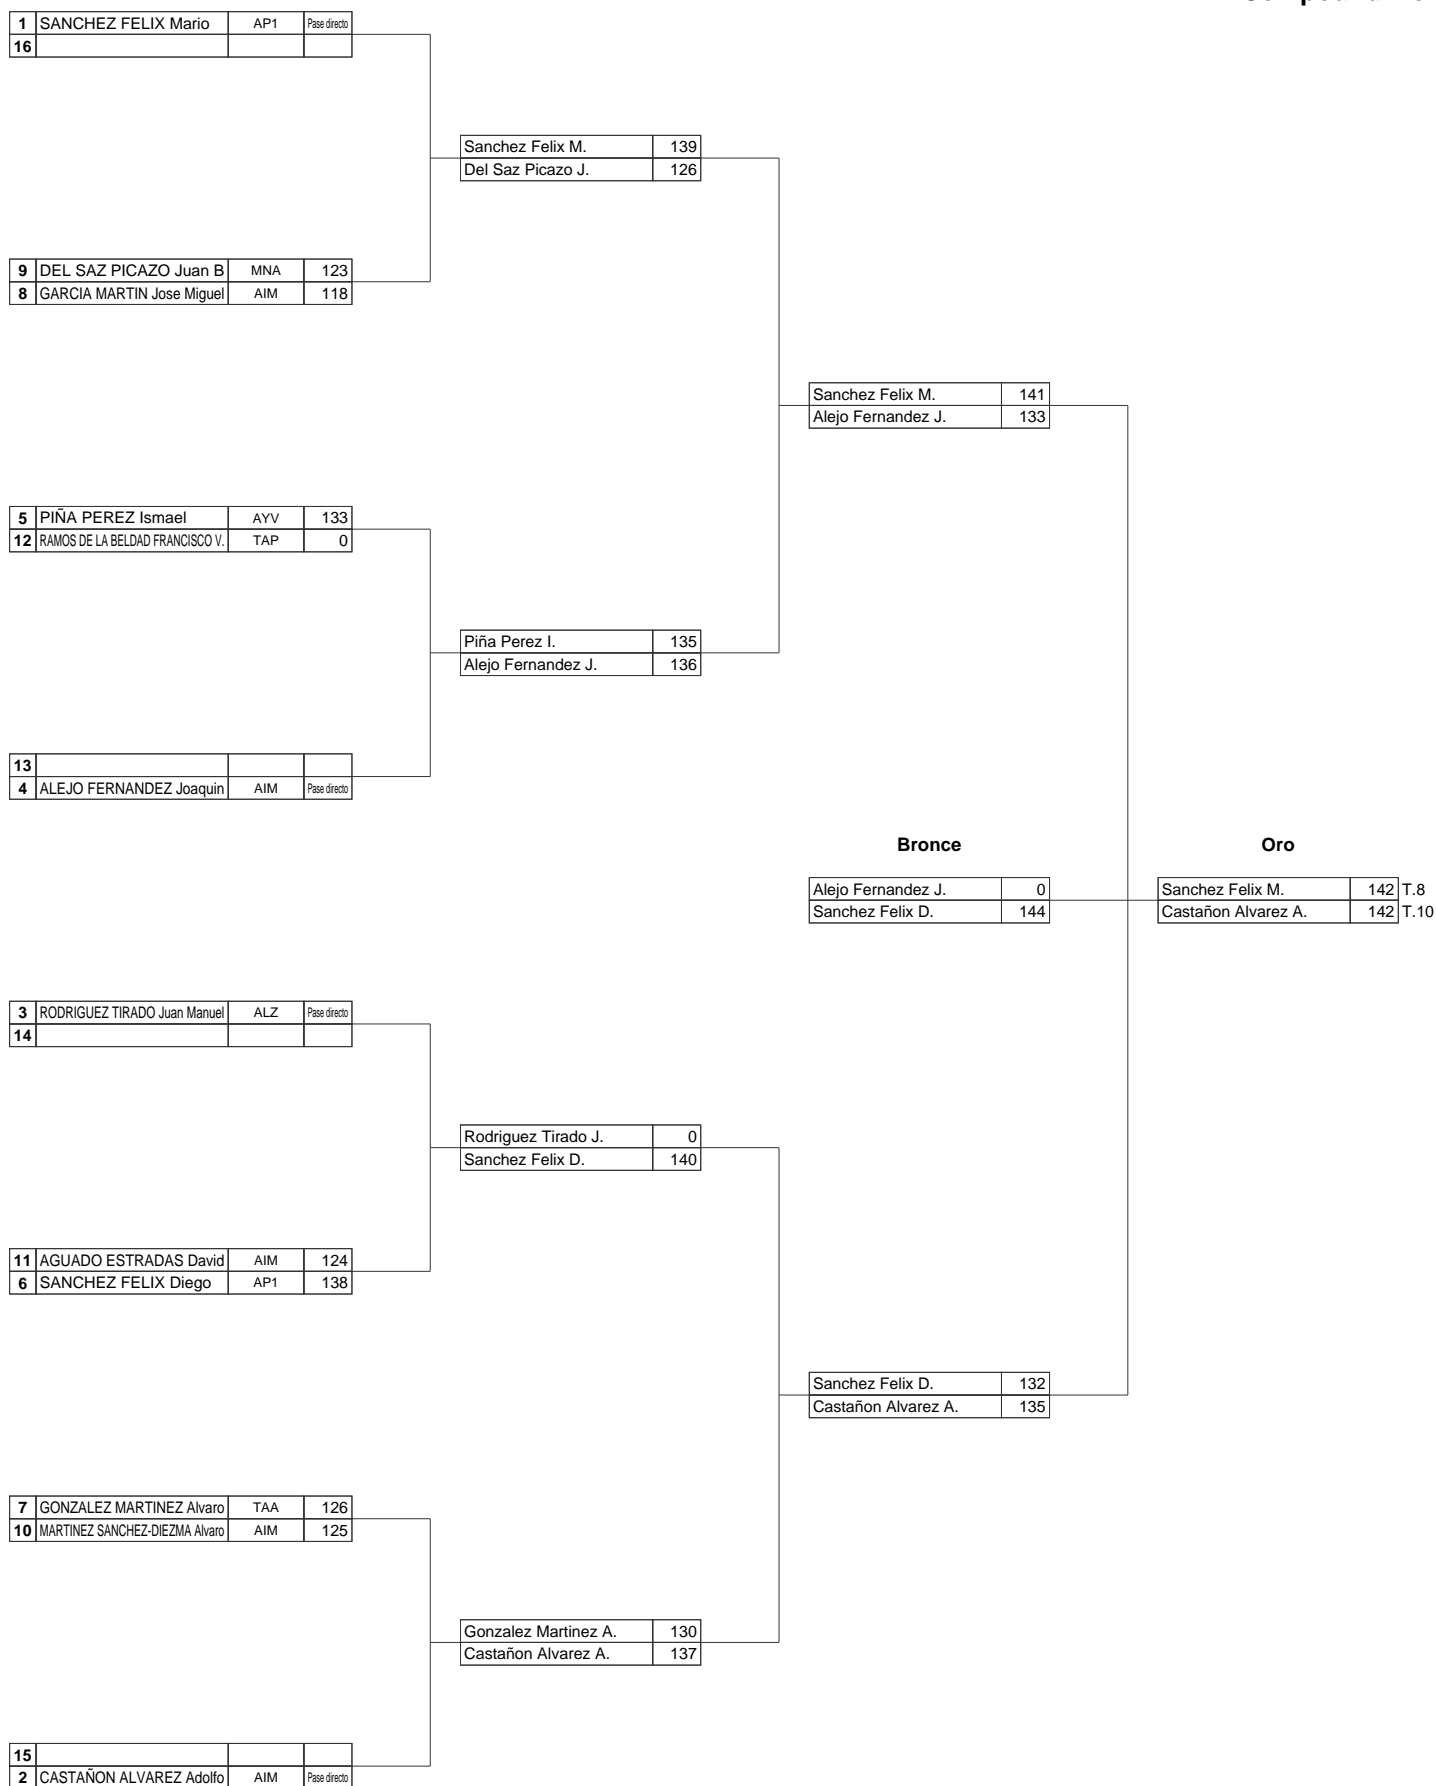 1 SANCHEZ FELIX Mario AP1 Pase directo
16
Sanchez Felix M. 139
Del Saz Picazo J. 126
9 DEL SAZ PICAZO Juan B MNA 123
8 GARCIA MARTIN Jose Miguel AIM 118
Sanchez Felix M. 141
Alejo Fernandez J. 133
5 PIÑA PEREZ Ismael AYV 133
12 RAMOS DE LA BELDAD FRANCISCO V. TAP 0
Piña Perez I. 135
Alejo Fernandez J. 136
13
4 ALEJO FERNANDEZ Joaquin AIM Pase directo
Bronce Oro
Alejo Fernandez J. 0 Sanchez Felix M. 142 T.8
Sanchez Felix D. 144 Castañon Alvarez A. 142 T.10
3 RODRIGUEZ TIRADO Juan Manuel ALZ Pase directo
14
Rodriguez Tirado J. 0
Sanchez Felix D. 140
11 AGUADO ESTRADAS David AIM 124
6 SANCHEZ FELIX Diego AP1 138
Sanchez Felix D. 132
Castañon Alvarez A. 135
7 GONZALEZ MARTINEZ Alvaro TAA 126
10 MARTINEZ SANCHEZ-DIEZMA Alvaro AIM 125
Gonzalez Martinez A. 130
Castañon Alvarez A. 137
15
2 CASTAÑON ALVAREZ Adolfo AIM Pase directo